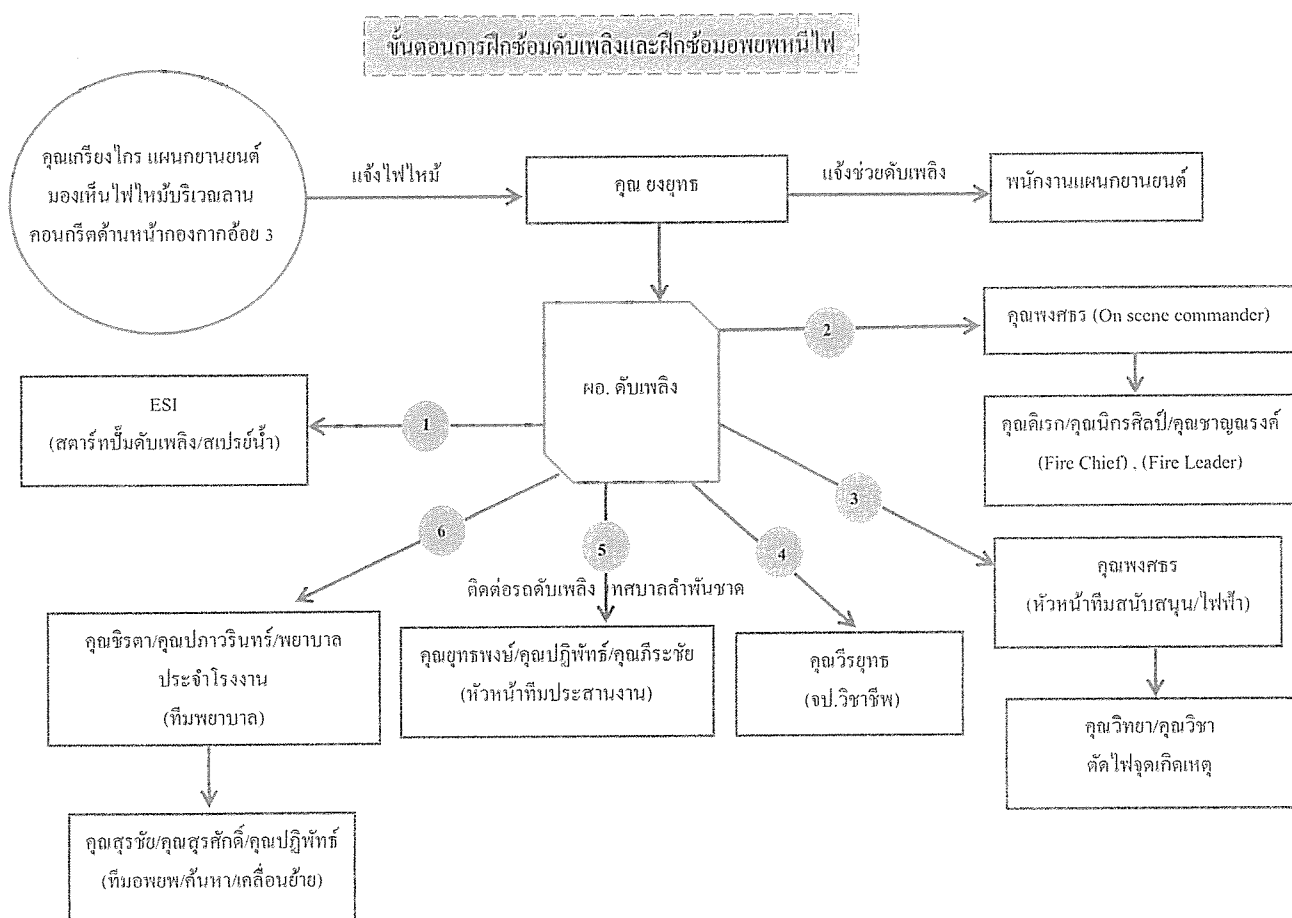 ขั้นตอนการฝึกซ้อมดับเพลิงและฝึกซ้อมอพยพหนีไฟ
คุณเกรียงไกร แผนกยานยนต์
มองเห็นไฟไหม้บริเวณลาน
คอนกรีตด้านหน้ากองกากอ้อย 3
แจ้งไฟไหม้
คุณ ยงยุทธ
แจ้งช่วยดับเพลิง
พนักงานแผนกยานยนต์
ผอ. ดับเพลิง
2
คุณพงศธร (On scene commander)
คุณดิเรก/คุณนิกรศิลป์/คุณชาญณรงค์
(Fire Chief) , (Fire Leader)
1
ESI
(สตาร์ทปั๊มดับเพลิง/สเปรย์น้ำ)
3
คุณพงศธร
(หัวหน้าทีมสนับสนุน/ไฟฟ้า)
คุณวิทยา/คุณวิชา
ตัดไฟจุดเกิดเหตุ
4
คุณวีรยุทธ
(จป.วิชาชีพ)
5
ติดต่อรถดับเพลิง เทศบาลลำพันชาด
คุณยุทธพงษ์/คุณปฏิพัทธ์/คุณภีระชัย
(หัวหน้าทีมประสานงาน)
6
คุณชิรตา/คุณปภาวรินทร์/พยาบาล
ประจำโรงงาน
(ทีมพยาบาล)
คุณสุรชัย/คุณสุรศักดิ์/คุณปฏิพัทธ์
(ทีมอพยพ/ค้นหา/เคลื่อนย้าย)